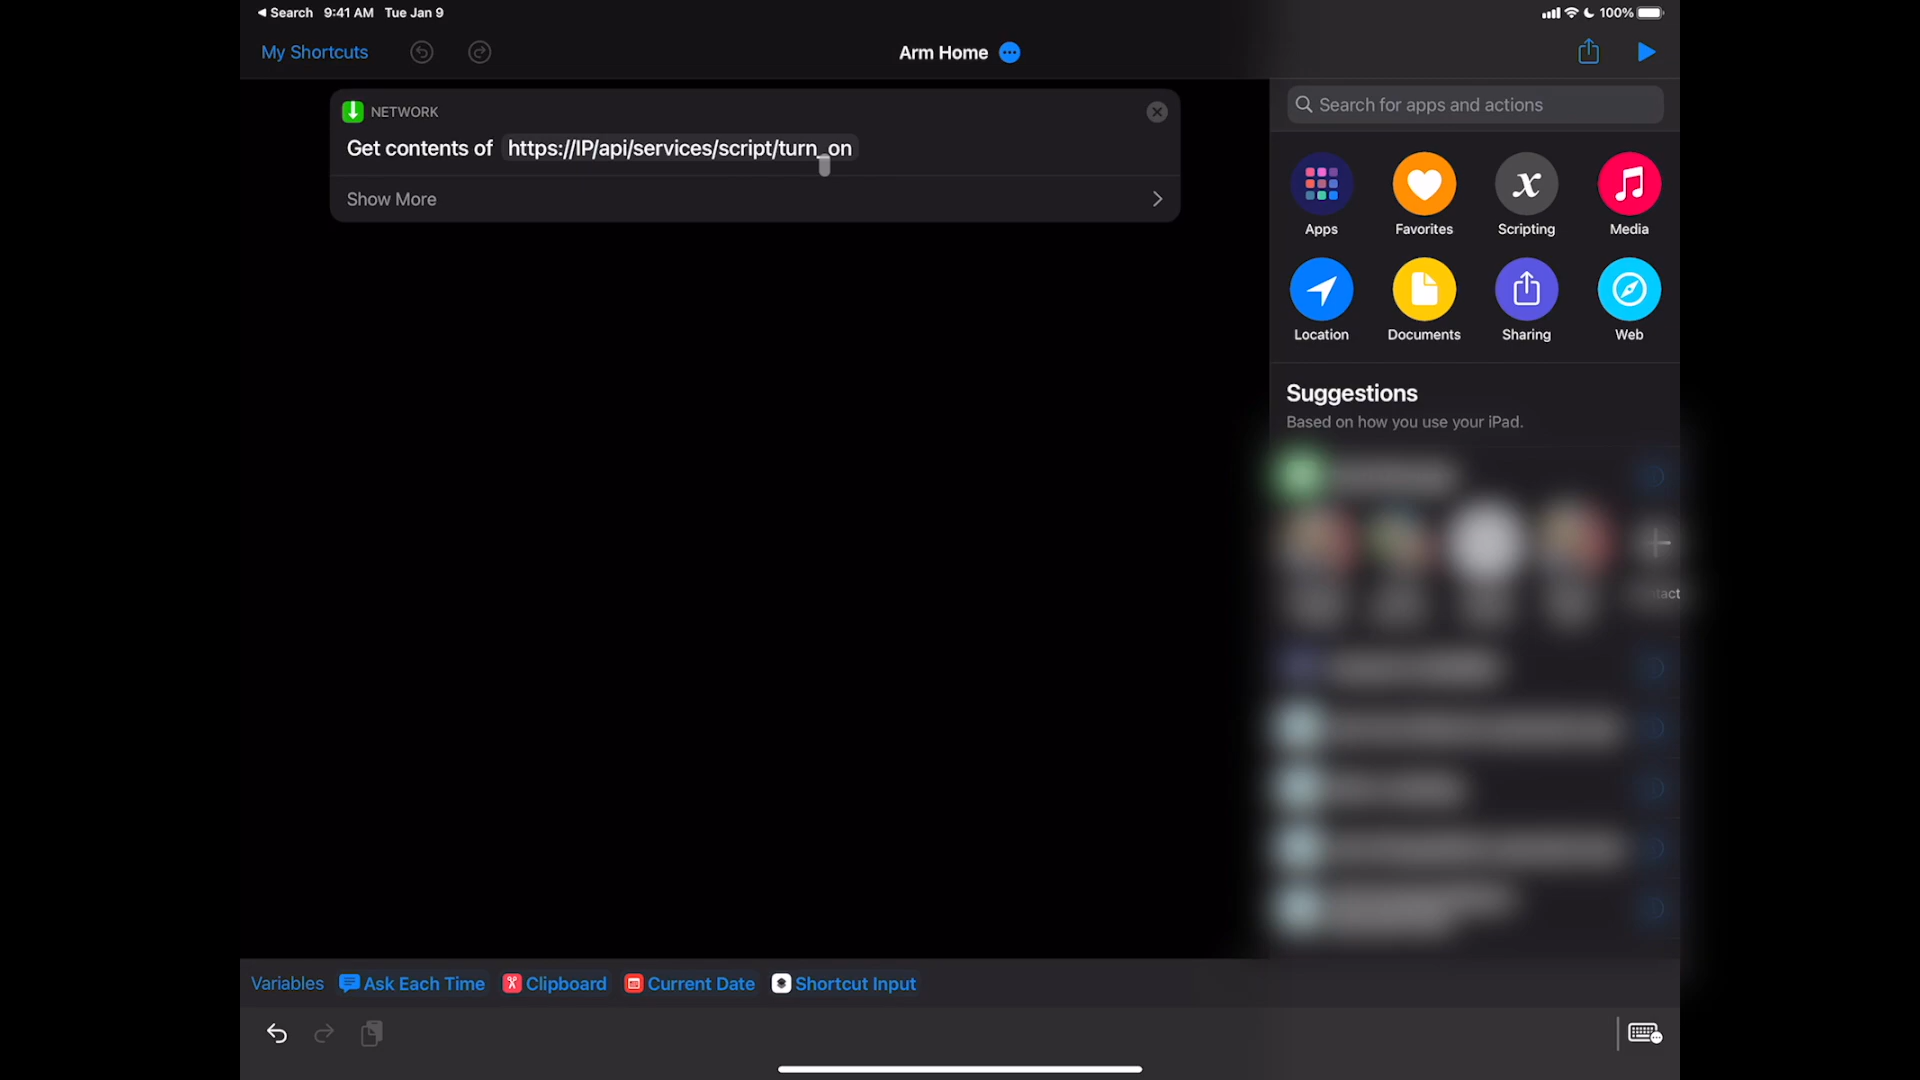 Search 9:41 AM Tue Jan 9
100%
My Shortcuts
Arm Home
NETWORK
Get contents of https://IP/api/services/script/turn_on
Show More
Search for apps and actions
Apps Favorites Scripting Media
Location Documents Sharing Web
Suggestions
Based on how you use your iPad.
Variables Ask Each Time Clipboard Current Date Shortcut Input